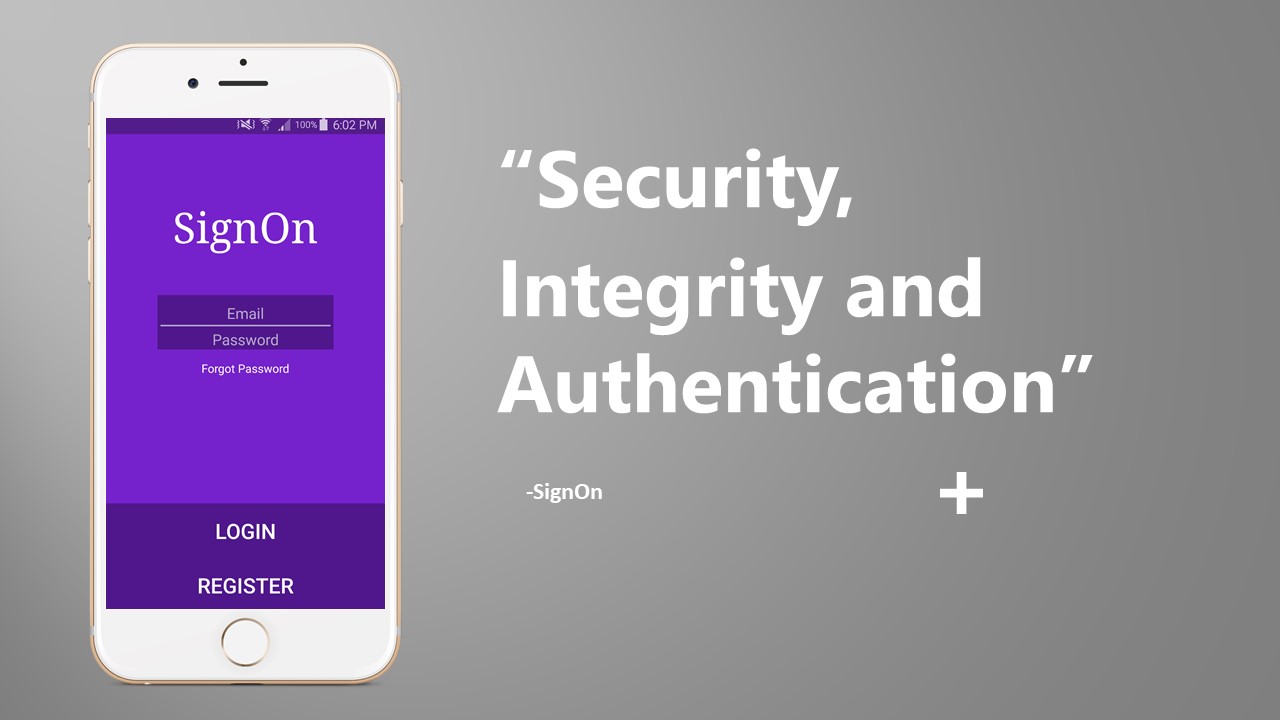 100% 6:02 PM
SignOn
Email
Password
Forgot Password
LOGIN
REGISTER
“Security,
Integrity and
Authentication”
-SignOn
+